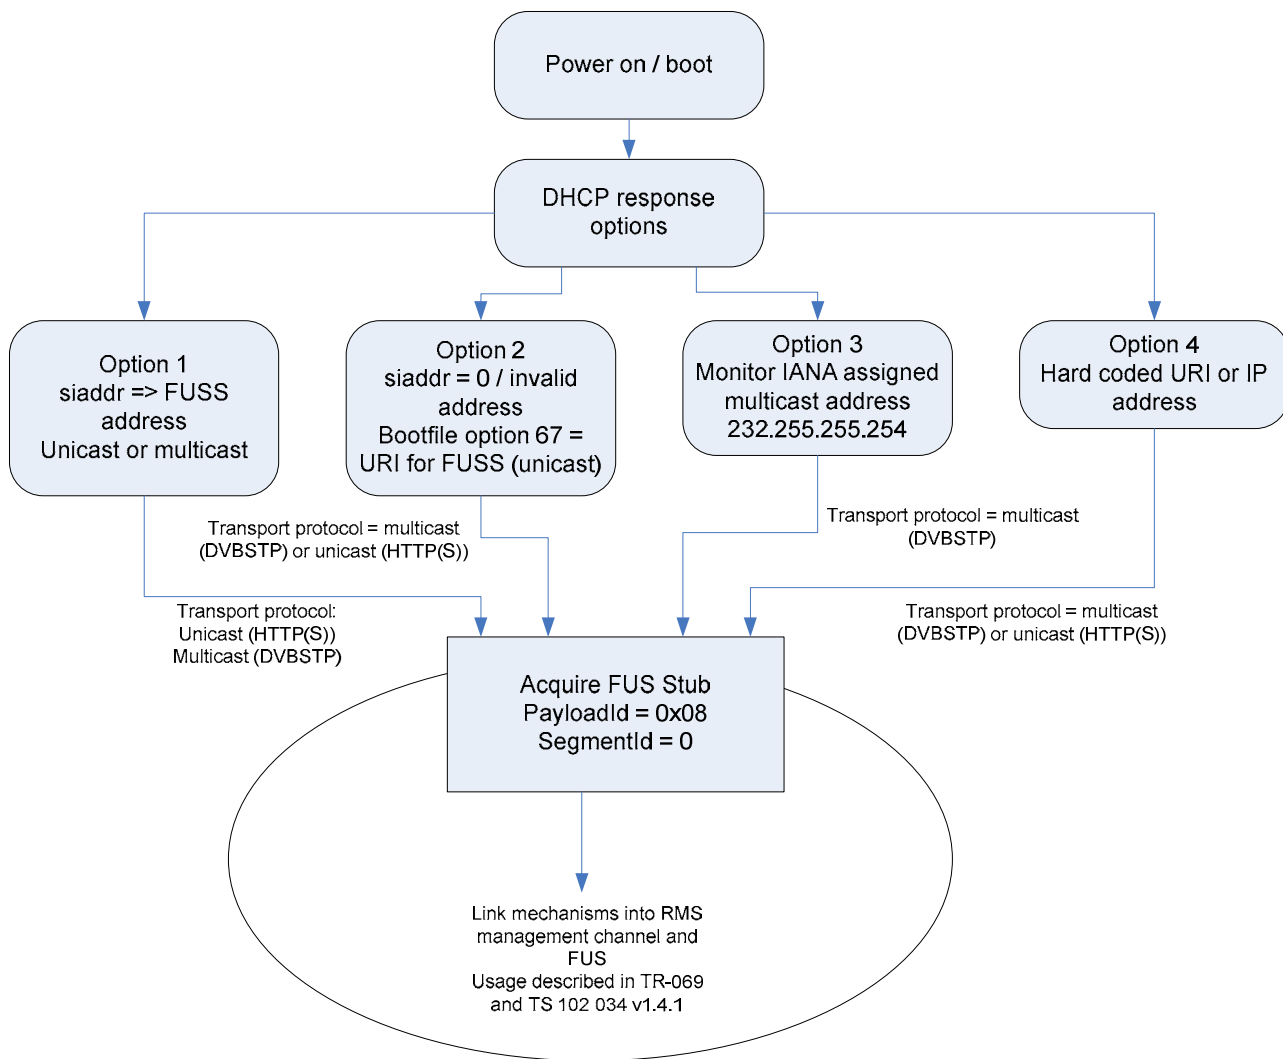 Power on / boot
DHCP response
options
Option 1
siaddr => FUSS
address
Unicast or multicast
Option 2
siaddr = 0 / invalid
address
Bootfile option 67 =
URI for FUSS (unicast)
Option 3
Monitor IANA assigned
multicast address
232.255.255.254
Option 4
Hard coded URI or IP
address
Transport protocol = multicast
(DVBSTP) or unicast (HTTP(S))
Transport protocol = multicast
(DVBSTP)
Transport protocol:
Unicast (HTTP(S))
Multicast (DVBSTP)
Transport protocol = multicast
(DVBSTP) or unicast (HTTP(S))
Acquire FUS Stub
PayloadId = 0x08
SegmentId = 0
Link mechanisms into RMS
management channel and
FUS
Usage described in TR-069
and TS 102 034 v1.4.1